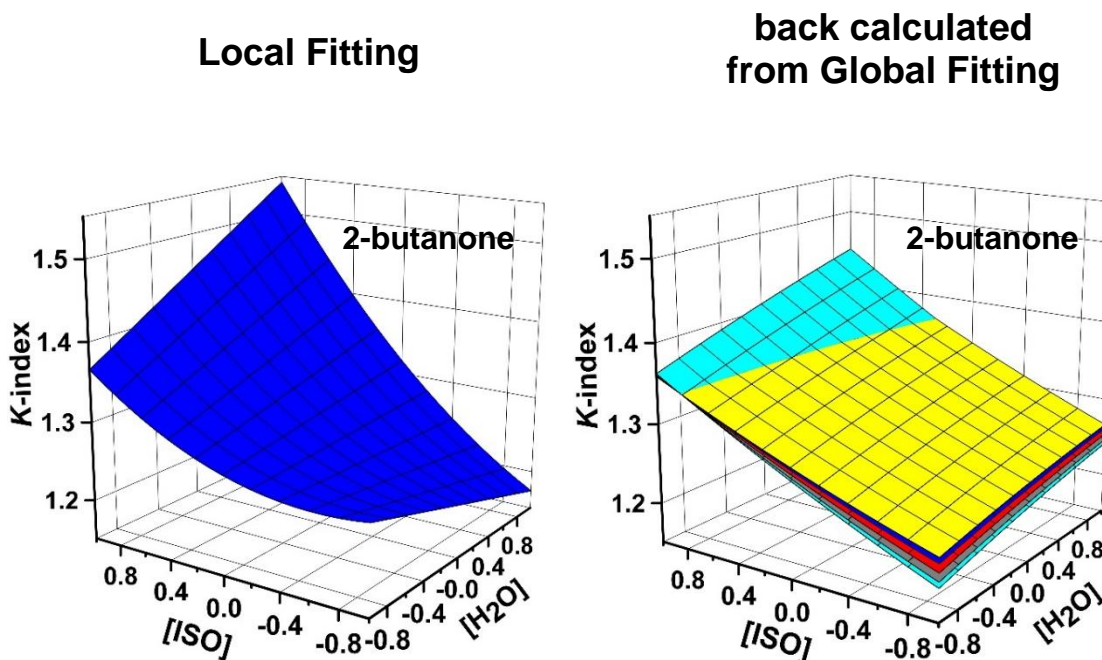 Local Fitting
back calculated
from Global Fitting
2-butanone
1.5
1.4
1.3
1.2
K-index
0.8
0.4
0.0
-0.4
-0.8
[ISO]
-0.8
-0.4
-0.0
0.4
0.8
[H₂O]
2-butanone
1.5
1.4
1.3
1.2
K-index
0.8
0.4
0.0
-0.4
-0.8
[ISO]
-0.8
-0.4
0.0
0.4
0.8
[H₂O]